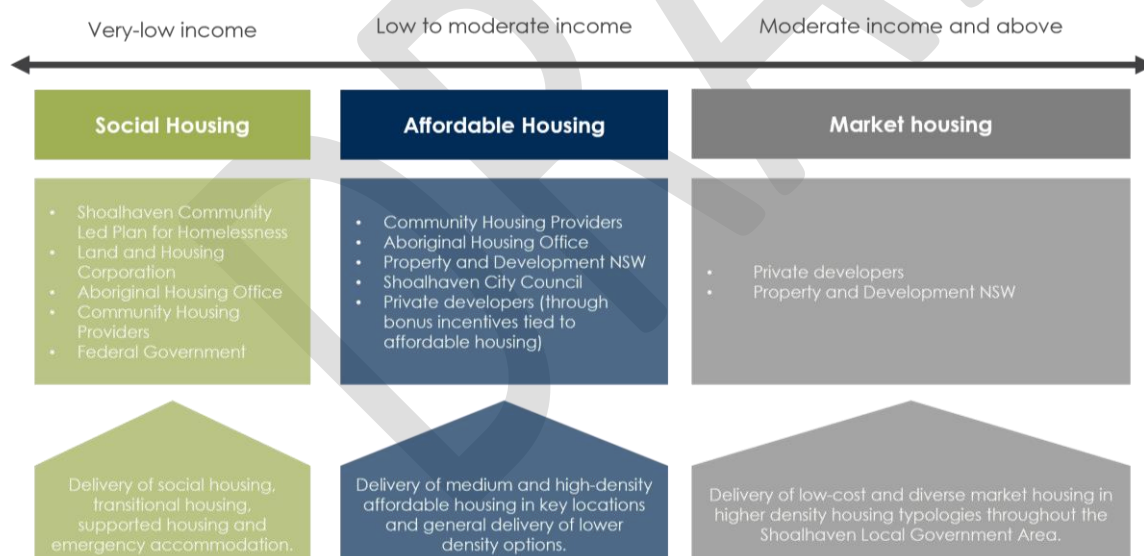 Very-low income
Low to moderate income
Moderate income and above
Social Housing
Affordable Housing
Market housing
• Shoalhaven Community
Led Plan for Homelessness
• Land and Housing
Corporation
• Aboriginal Housing Office
• Community Housing
Providers
• Federal Government
• Community Housing Providers
• Aboriginal Housing Office
• Property and Development NSW
• Shoalhaven City Council
• Private developers (through
bonus incentives tied to
affordable housing)
• Private developers
• Property and Development NSW
Delivery of social housing,
transitional housing,
supported housing and
emergency accommodation.
Delivery of medium and high-density
affordable housing in key locations
and general delivery of lower
density options.
Delivery of low-cost and diverse market housing in
higher density housing typologies throughout the
Shoalhaven Local Government Area.